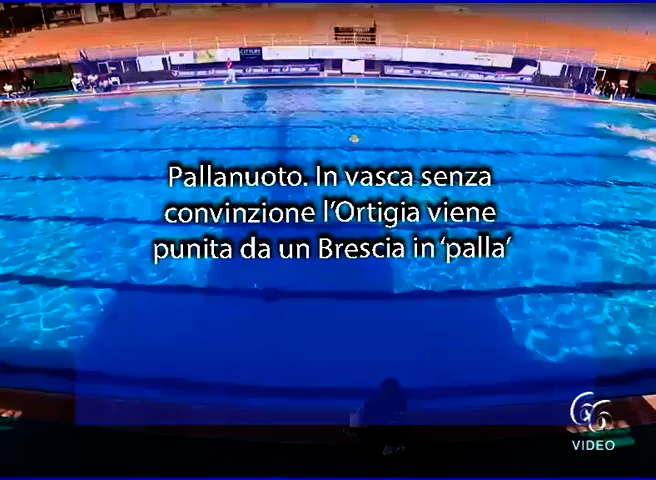 Pallanuoto. In vasca senza
convinzione l'Ortigia viene
punita da un Brescia in 'palla'
VIDEO